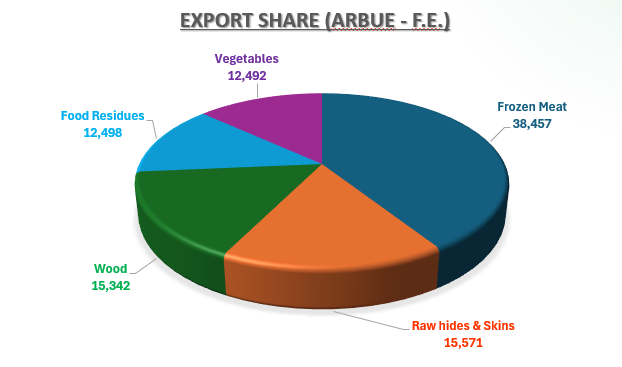 EXPORT SHARE (ARBUE - F.E.)
Vegetables
12,492
Frozen Meat
38,457
Food Residues
12,498
Wood
15,342
Raw hides & Skins
15,571